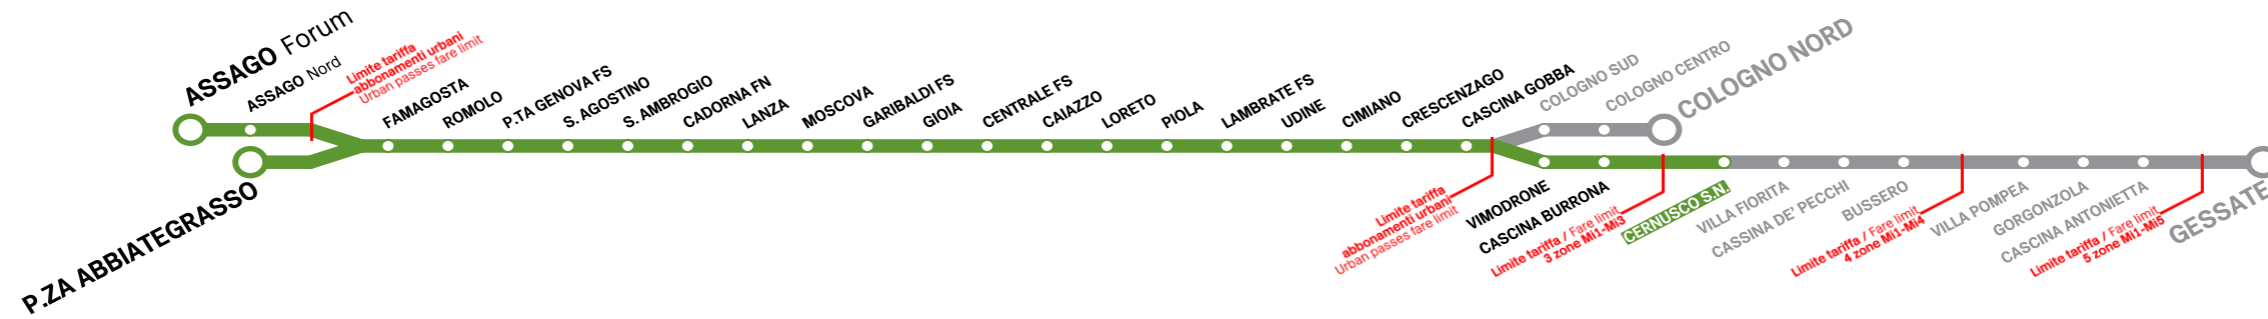 ASSAGO Forum
ASSAGO Nord
Limite tariffa
abbonamenti urbani
Urban passes fare limit
P.ZA ABBIATEGRASSO
FAMAGOSTA
ROMOLO
P.TA GENOVA FS
S. AGOSTINO
S. AMBROGIO
CADORNA FN
LANZA
MOSCOVA
GARIBALDI FS
GIOIA
CENTRALE FS
CAIAZZO
LORETO
PIOLA
LAMBRATE FS
UDINE
CIMIANO
CRESCENZAGO
CASCINA GOBBA
COLOGNO SUD
COLOGNO CENTRO
COLOGNO NORD
Limite tariffa
abbonamenti urbani
Urban passes fare limit
VIMODRONE
CASCINA BURRONA
Limite tariffa / Fare limit
3 zone Mi1-Mi3
CERNUSCO S.N.
VILLA FIORITA
CASSINA DE' PECCHI
BUSSERO
Limite tariffa / Fare limit
4 zone Mi1-Mi4
VILLA POMPEA
GORGONZOLA
CASCINA ANTONIETTA
Limite tariffa / Fare limit
5 zone Mi1-Mi5
GESSATE